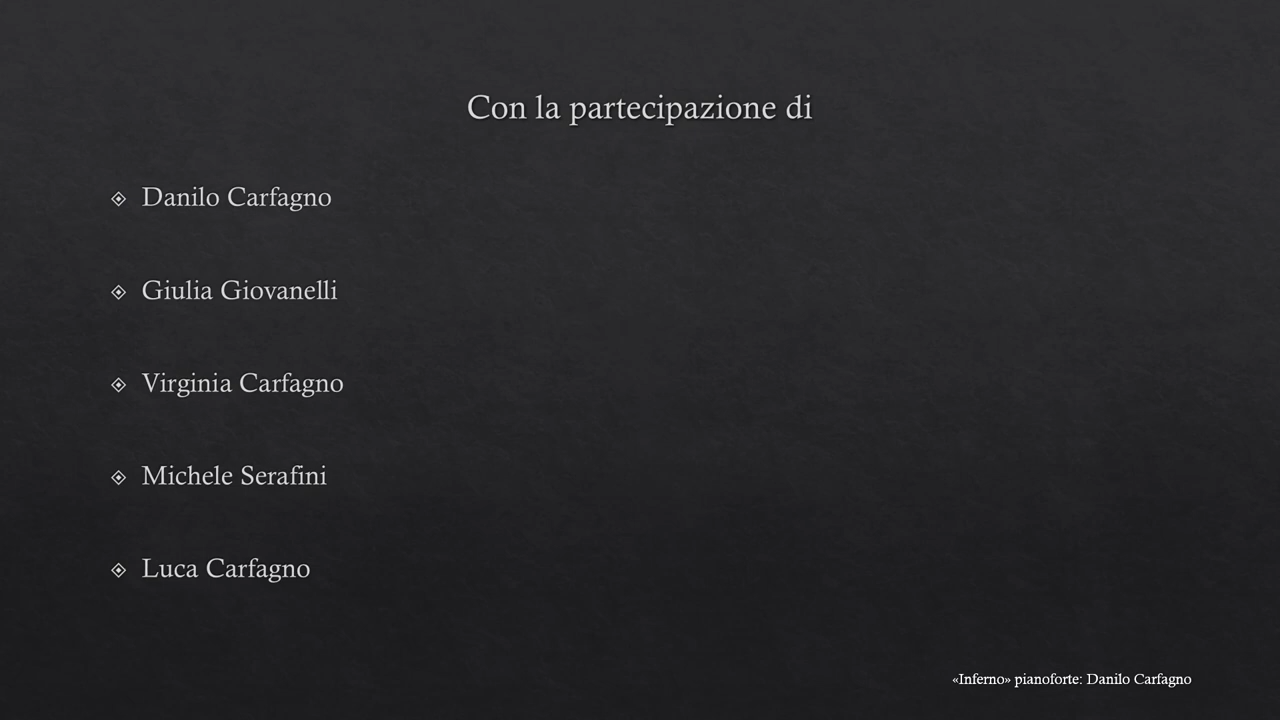 Con la partecipazione di
Danilo Carfagno
Giulia Giovanelli
Virginia Carfagno
Michele Serafini
Luca Carfagno
«Inferno» pianoforte: Danilo Carfagno